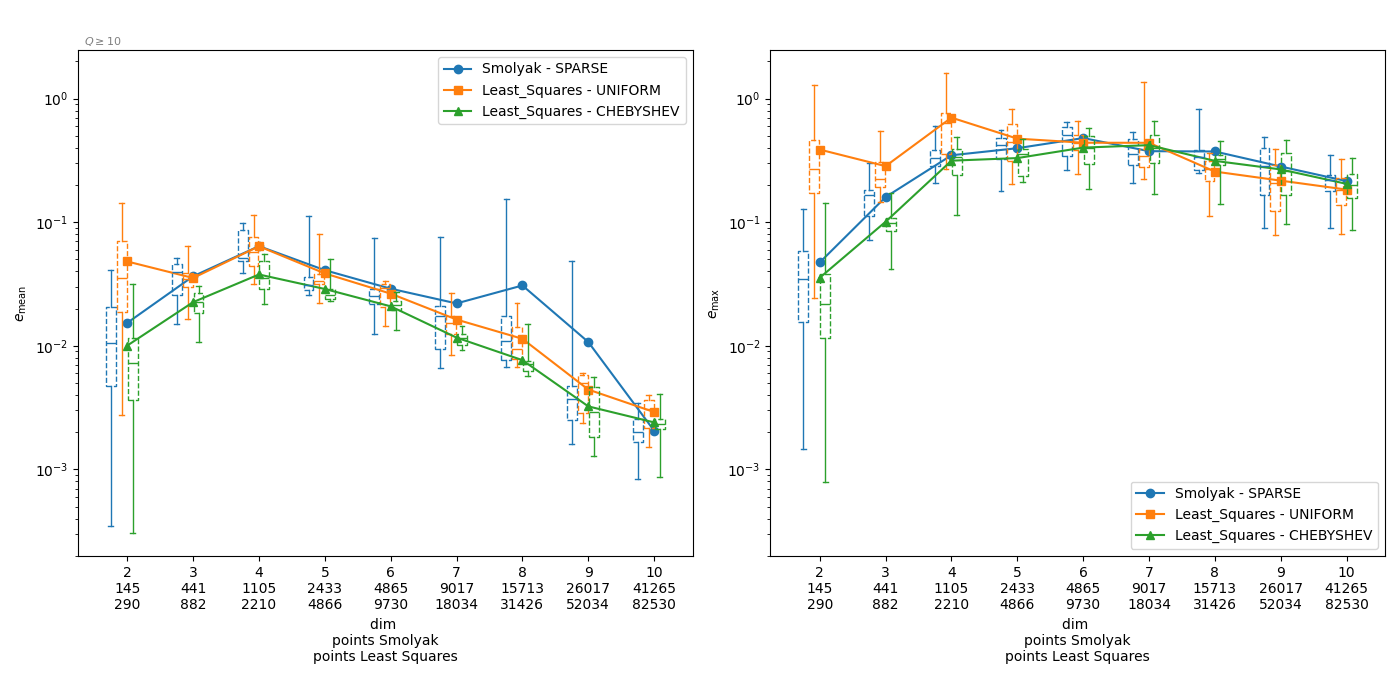 Q ≥ 10
Smolyak - SPARSE
Least_Squares - UNIFORM
Least_Squares - CHEBYSHEV
10⁰
10⁻¹
10⁻²
10⁻³
e_mean
2 3 4 5 6 7 8 9 10
145 441 1105 2433 4865 9017 15713 26017 41265
290 882 2210 4866 9730 18034 31426 52034 82530
dim
points Smolyak
points Least Squares
10⁰
10⁻¹
10⁻²
10⁻³
e_max
Smolyak - SPARSE
Least_Squares - UNIFORM
Least_Squares - CHEBYSHEV
2 3 4 5 6 7 8 9 10
145 441 1105 2433 4865 9017 15713 26017 41265
290 882 2210 4866 9730 18034 31426 52034 82530
dim
points Smolyak
points Least Squares